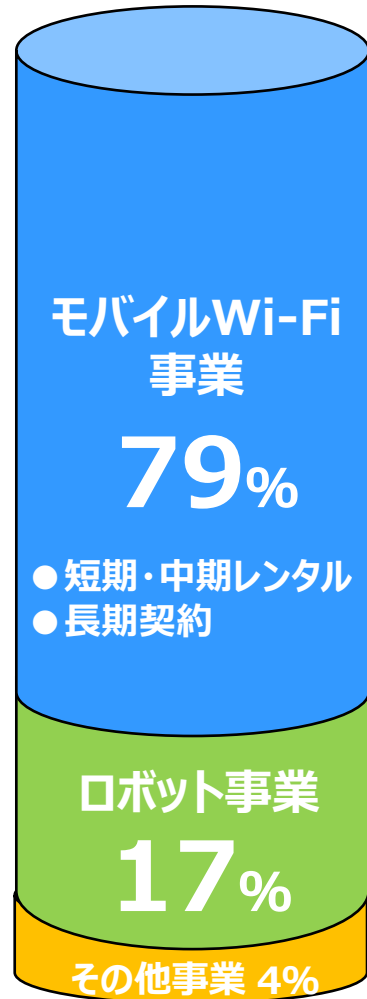 モバイルWi-Fi
事業
79%
●短期・中期レンタル
●長期契約
ロボット事業
17%
その他事業 4%